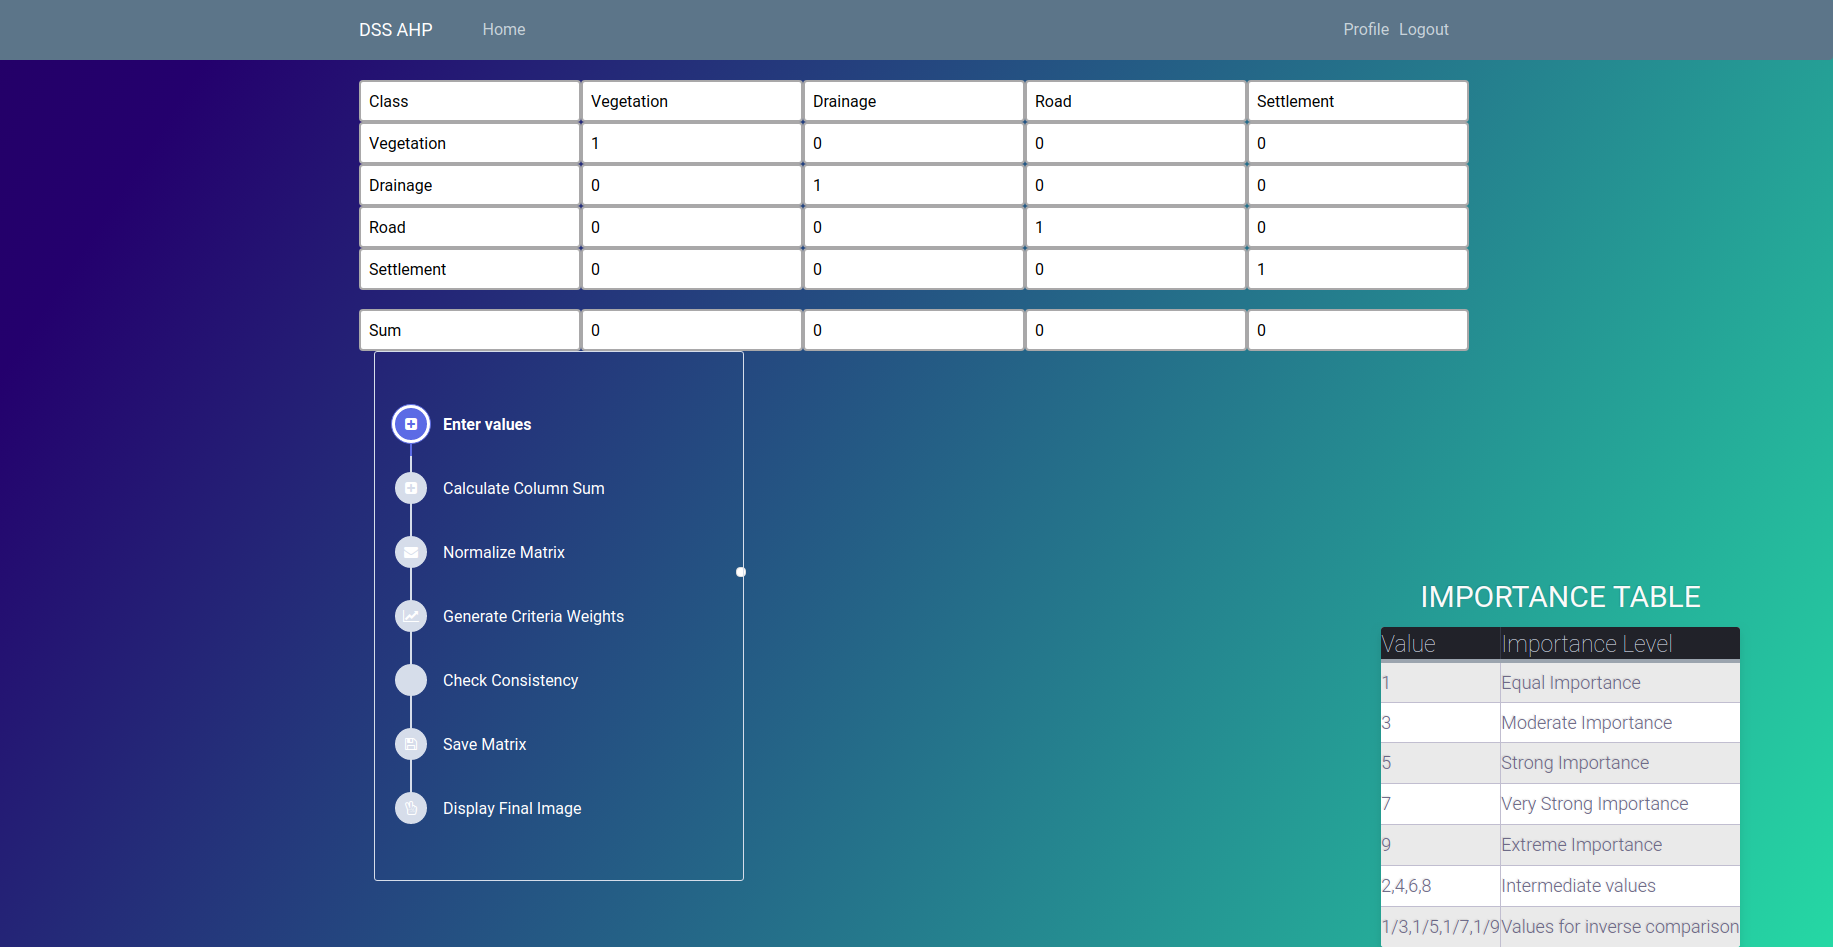 DSS AHP Home Profile Logout
Class Vegetation Drainage Road Settlement
Vegetation 1 0 0 0
Drainage 0 1 0 0
Road 0 0 1 0
Settlement 0 0 0 1
Sum 0 0 0 0
Enter values
Calculate Column Sum
Normalize Matrix
Generate Criteria Weights
Check Consistency
Save Matrix
Display Final Image
IMPORTANCE TABLE
Value Importance Level
1 Equal Importance
3 Moderate Importance
5 Strong Importance
7 Very Strong Importance
9 Extreme Importance
2,4,6,8 Intermediate values
1/3,1/5,1/7,1/9 Values for inverse comparison